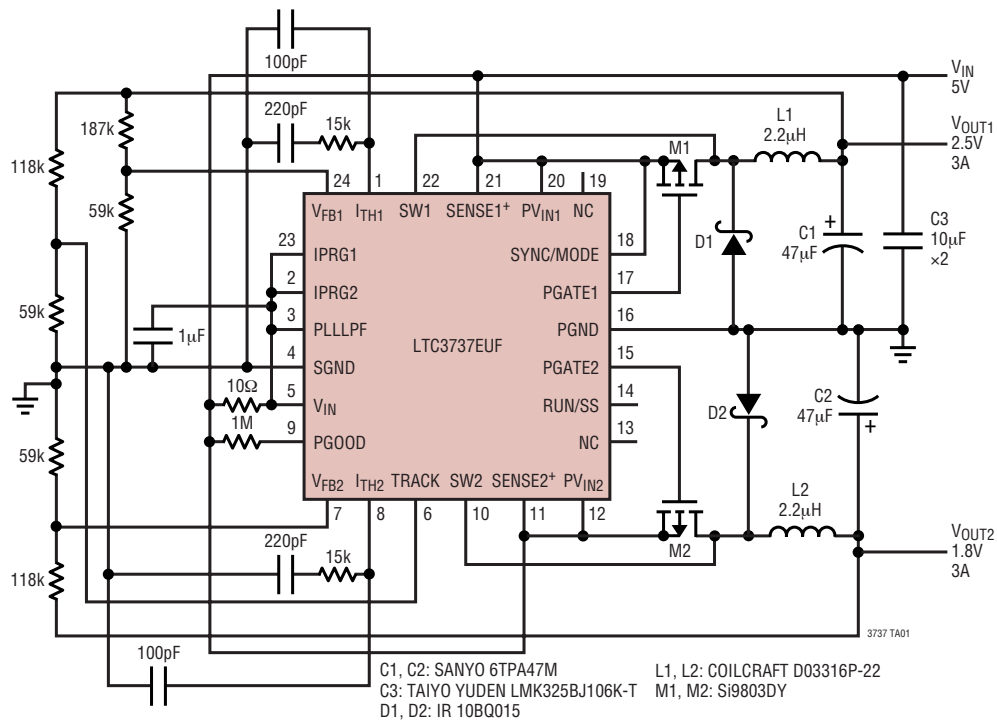 100pF
V_IN
5V
220pF
15k
187k
118k
59k
L1
2.2μH
V_OUT1
2.5V
3A
M1
24
1
22
21
20
19
V_FB1
I_TH1
SW1
SENSE1+
PV_IN1
NC
23
IPRG1
SYNC/MODE
18
D1
C1
47μF
+
C3
10μF
×2
2
IPRG2
PGATE1
17
59k
1μF
3
PLLLPF
PGND
16
LTC3737EUF
4
SGND
PGATE2
15
10Ω
5
V_IN
RUN/SS
14
D2
C2
47μF
+
1M
9
PGOOD
NC
13
59k
V_FB2
I_TH2
TRACK
SW2
SENSE2+
PV_IN2
7
8
6
10
11
12
M2
L2
2.2μH
V_OUT2
1.8V
3A
220pF
15k
118k
3737 TA01
100pF
C1, C2: SANYO 6TPA47M
C3: TAIYO YUDEN LMK325BJ106K-T
D1, D2: IR 10BQ015
L1, L2: COILCRAFT D03316P-22
M1, M2: Si9803DY